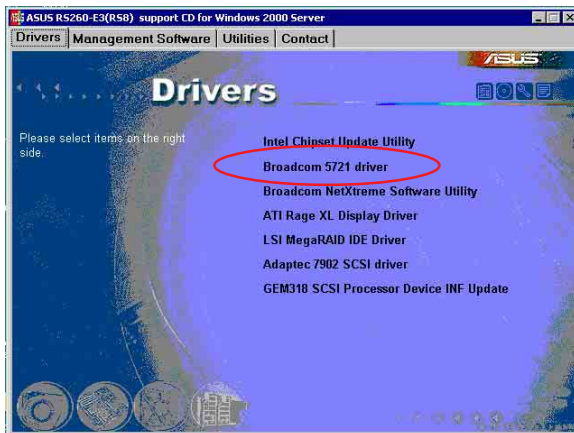 ASUS RS260-E3(RS8) support CD for Windows 2000 Server
Drivers Management Software Utilities Contact
ASUS
Drivers
Please select items on the right
side.
Intel Chipset Update Utility
Broadcom 5721 driver
Broadcom NetXtreme Software Utility
ATI Rage XL Display Driver
LSI MegaRAID IDE Driver
Adaptec 7902 SCSI driver
GEM318 SCSI Processor Device INF Update